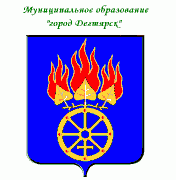 Муниципальное образование
"город Дегтярск"